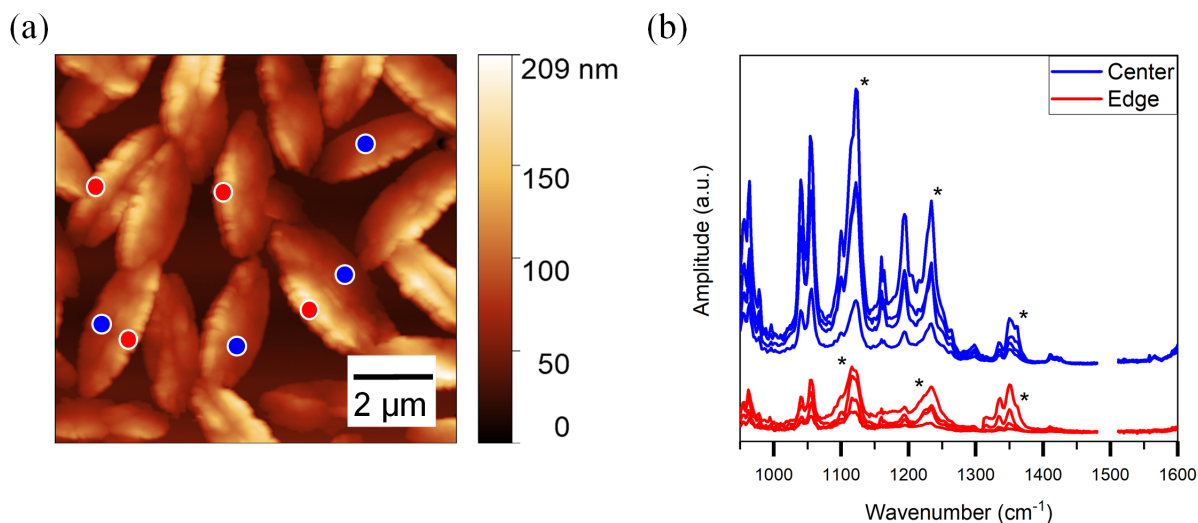 (a)
209 nm
150
100
50
0
2 μm
(b)
Center
Edge
*
*
*
*
*
*
Amplitude (a.u.)
1000 1100 1200 1300 1400 1500 1600
Wavenumber (cm⁻¹)